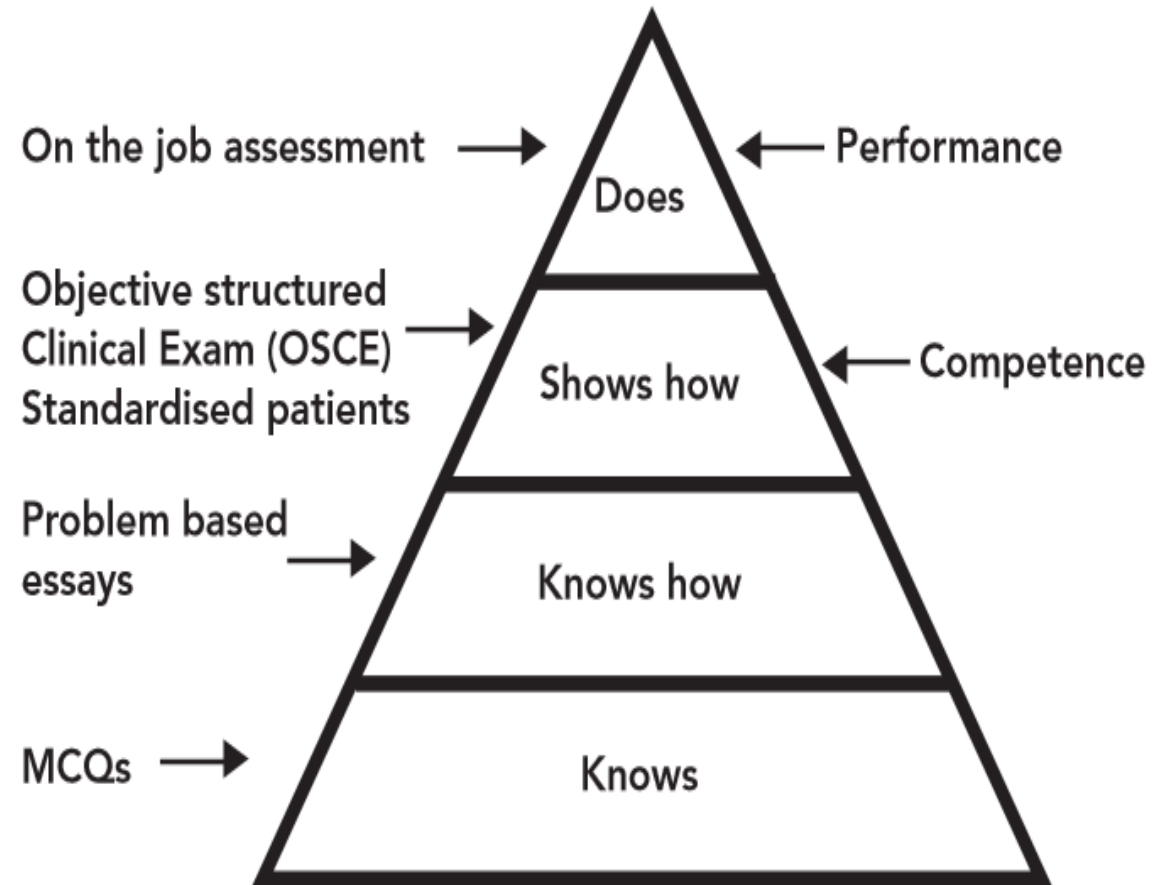 On the job assessment
Performance
Does
Objective structured
Clinical Exam (OSCE)
Standardised patients
Shows how
Competence
Problem based
essays
Knows how
MCQs
Knows